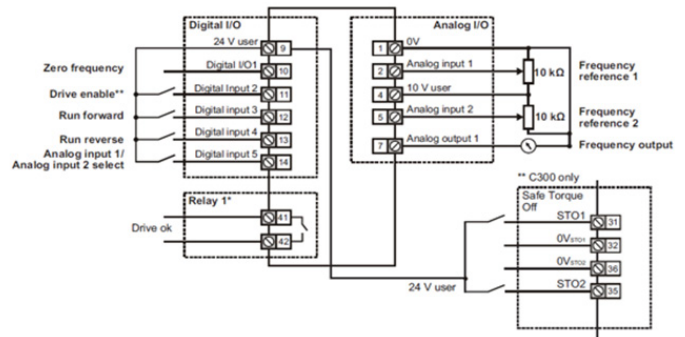 Digital I/O
24 V user
9
Zero frequency
Digital I/O1
10
Drive enable**
Digital Input 2
11
Run forward
Digital input 3
12
Run reverse
Digital input 4
13
Analog input 1/
Analog input 2 select
Digital input 5
14
Relay 1*
Drive ok
41
42
Analog I/O
1
0V
2
Analog input 1
10 kΩ
Frequency
reference 1
4
10 V user
5
Analog input 2
10 kΩ
Frequency
reference 2
7
Analog output 1
Frequency output
** C300 only
Safe Torque
Off
STO1
31
0VSTO1
32
0VSTO2
36
STO2
35
24 V user